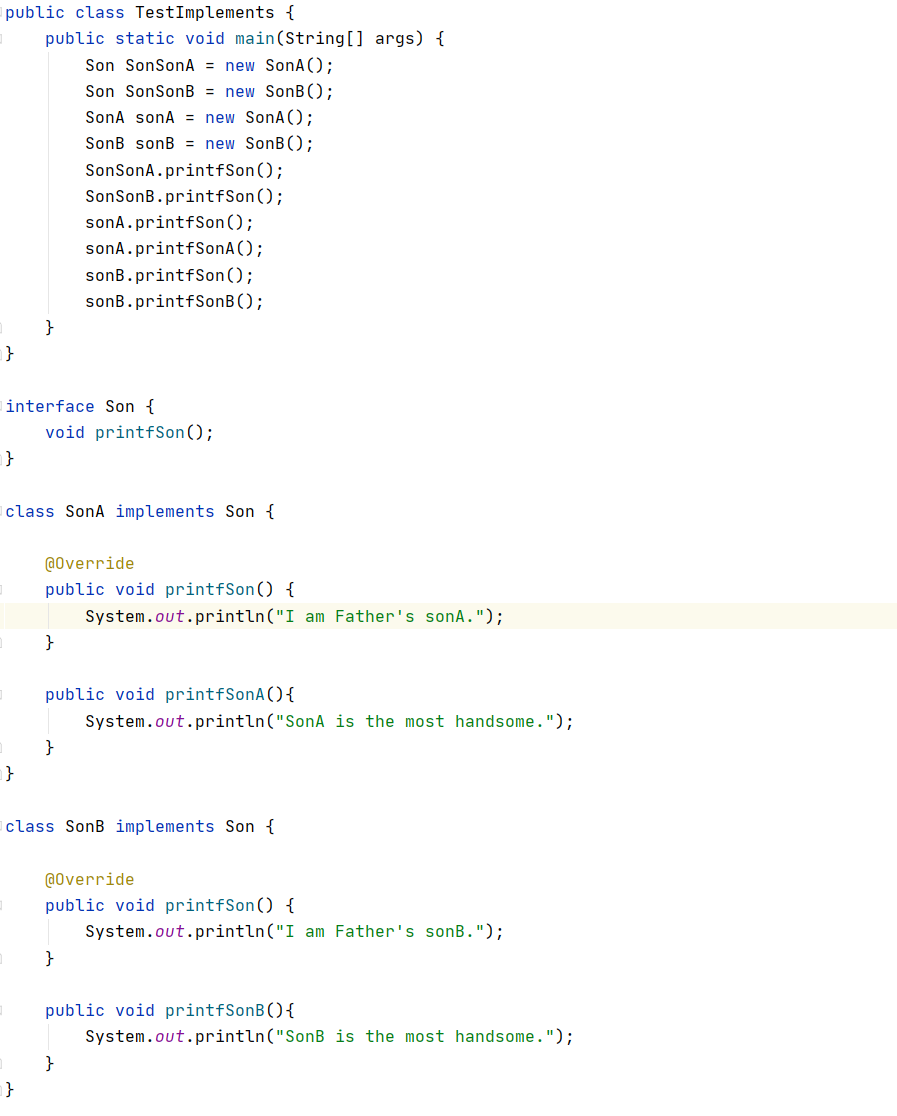 public class TestImplements {
    public static void main(String[] args) {
        Son SonSonA = new SonA();
        Son SonSonB = new SonB();
        SonA sonA = new SonA();
        SonB sonB = new SonB();
        SonSonA.printfSon();
        SonSonB.printfSon();
        sonA.printfSon();
        sonA.printfSonA();
        sonB.printfSon();
        sonB.printfSonB();
    }
}

interface Son {
    void printfSon();
}

class SonA implements Son {

    @Override
    public void printfSon() {
        System.out.println("I am Father's sonA.");
    }

    public void printfSonA(){
        System.out.println("SonA is the most handsome.");
    }
}

class SonB implements Son {

    @Override
    public void printfSon() {
        System.out.println("I am Father's sonB.");
    }

    public void printfSonB(){
        System.out.println("SonB is the most handsome.");
    }
}